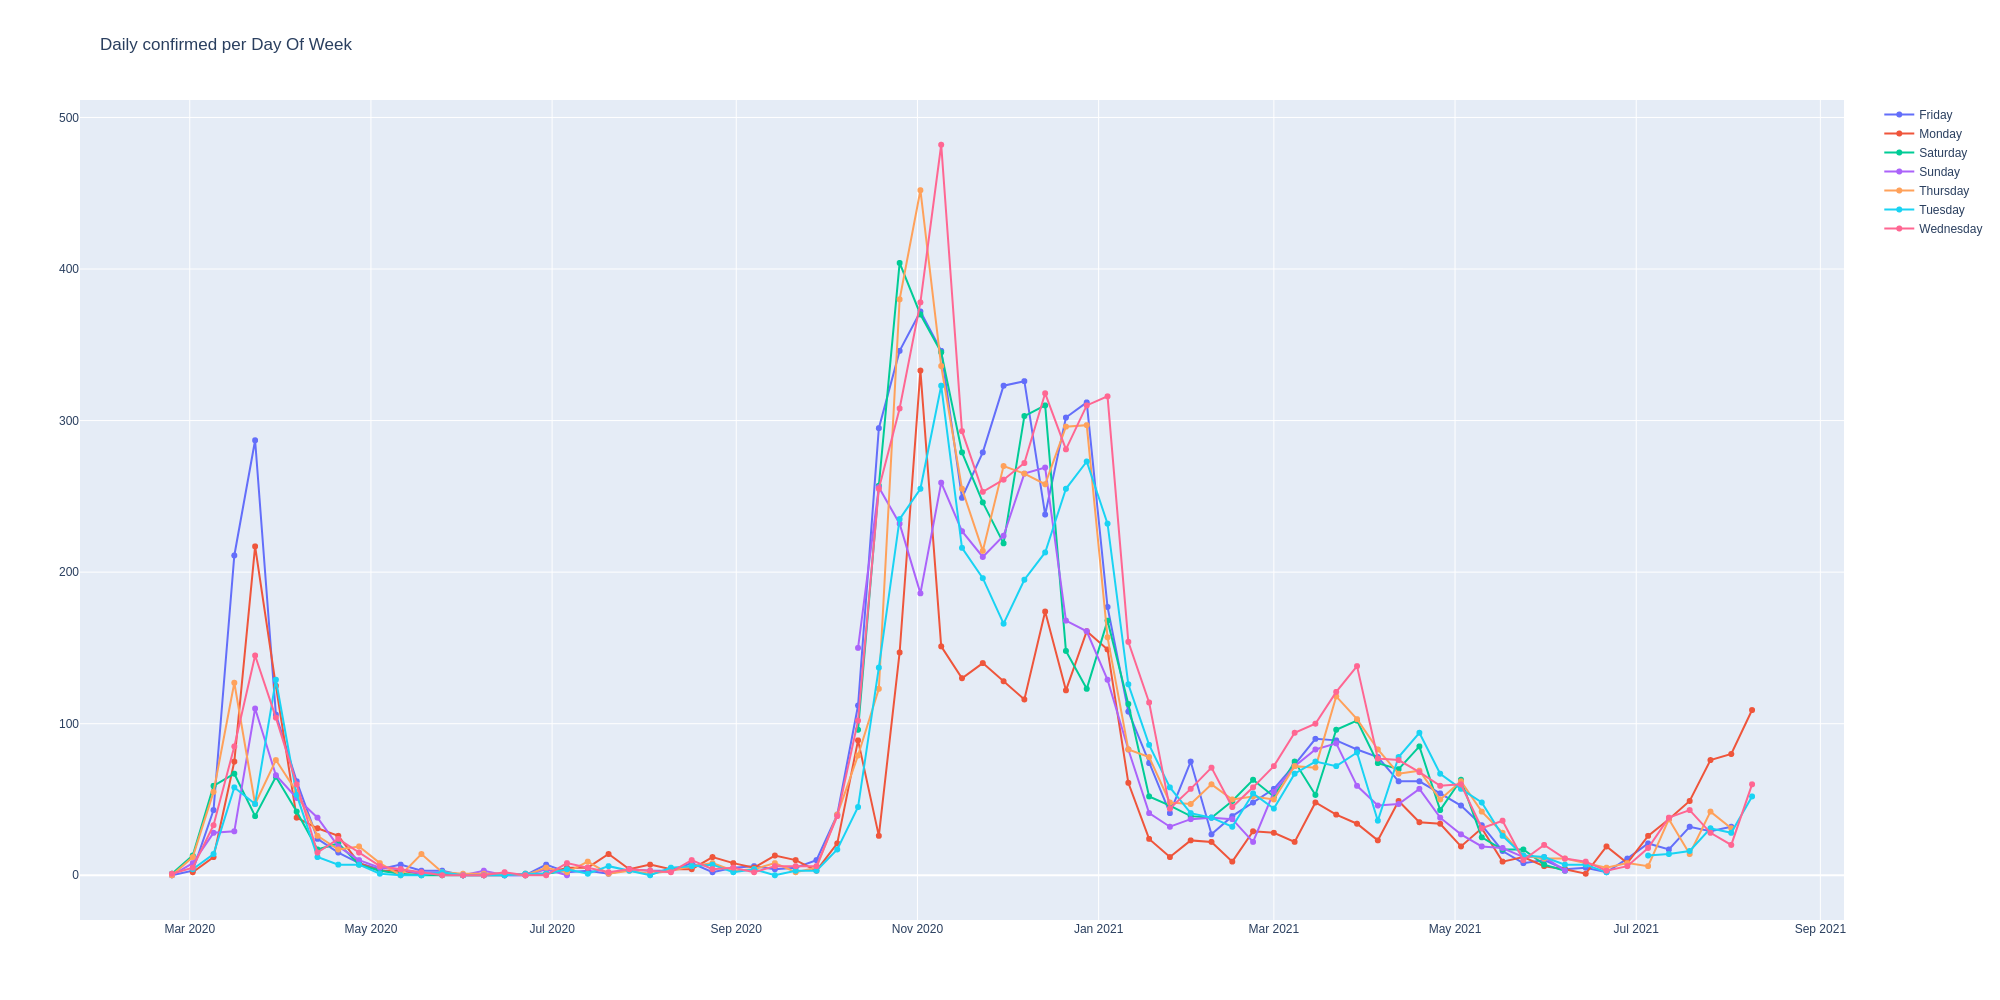 Daily confirmed per Day Of Week
500
400
300
200
100
0
Mar 2020
May 2020
Jul 2020
Sep 2020
Nov 2020
Jan 2021
Mar 2021
May 2021
Jul 2021
Sep 2021
Friday
Monday
Saturday
Sunday
Thursday
Tuesday
Wednesday